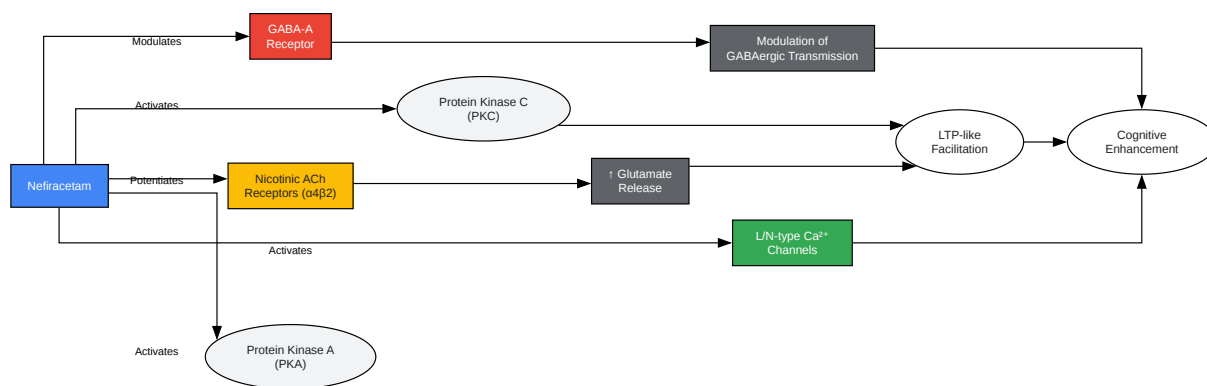 GABA-A
Receptor
Modulates
Modulation of
GABAergic Transmission
Activates
Protein Kinase C
(PKC)
LTP-like
Facilitation
Cognitive
Enhancement
Nefiracetam
Potentiates
Nicotinic ACh
Receptors (α4β2)
↑ Glutamate
Release
Activates
L/N-type Ca²⁺
Channels
Activates
Protein Kinase A
(PKA)